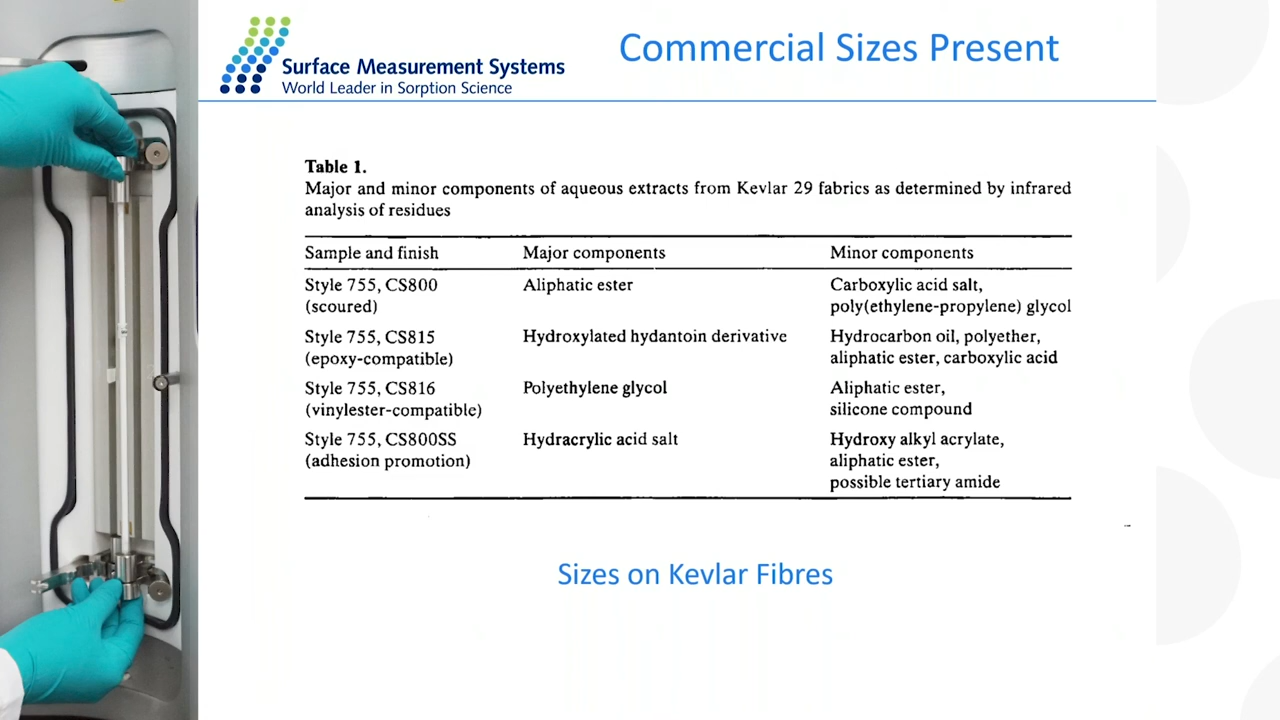 Surface Measurement Systems
World Leader in Sorption Science
Commercial Sizes Present
Table 1.
Major and minor components of aqueous extracts from Kevlar 29 fabrics as determined by infrared
analysis of residues
Sample and finish Major components Minor components
Style 755, CS800 Aliphatic ester Carboxylic acid salt,
(scoured) poly(ethylene-propylene) glycol
Style 755, CS815 Hydroxylated hydantoin derivative Hydrocarbon oil, polyether,
(epoxy-compatible) aliphatic ester, carboxylic acid
Style 755, CS816 Polyethylene glycol Aliphatic ester,
(vinylester-compatible) silicone compound
Style 755, CS800SS Hydracrylic acid salt Hydroxy alkyl acrylate,
(adhesion promotion) aliphatic ester,
possible tertiary amide
Sizes on Kevlar Fibres